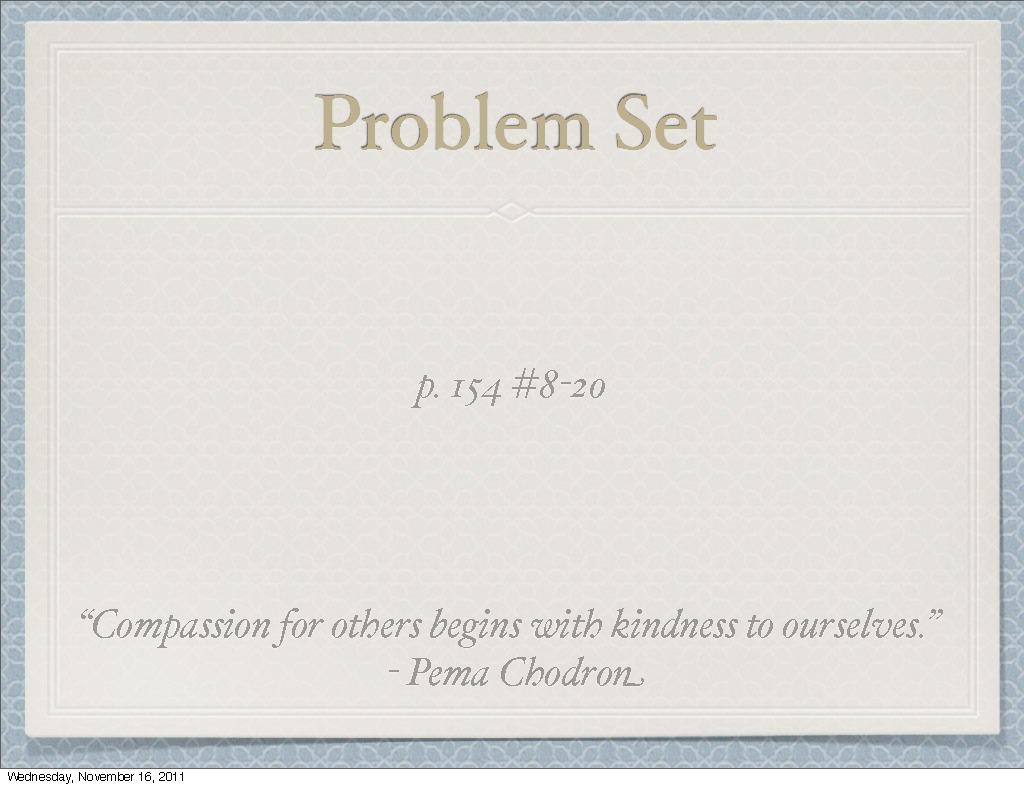 Problem Set
p. 154 #8-20
“Compassion for others begins with kindness to ourselves.”
- Pema Chodron
Wednesday, November 16, 2011